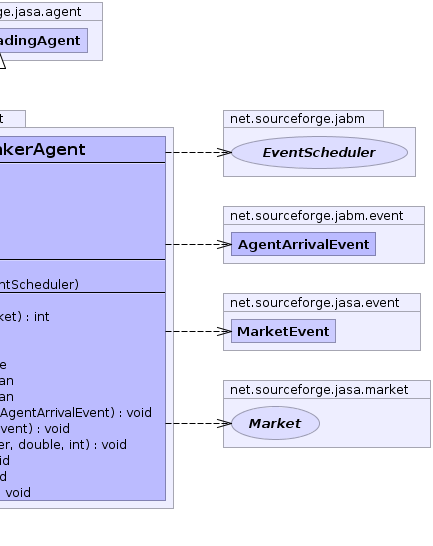 ge.jasa.agent
adingAgent
t
kerAgent
ntScheduler)
ket) : int
e
an
an
AgentArrivalEvent) : void
vent) : void
er, double, int) : void
id
d
void
net.sourceforge.jabm
EventScheduler
net.sourceforge.jabm.event
AgentArrivalEvent
net.sourceforge.jasa.event
MarketEvent
net.sourceforge.jasa.market
Market